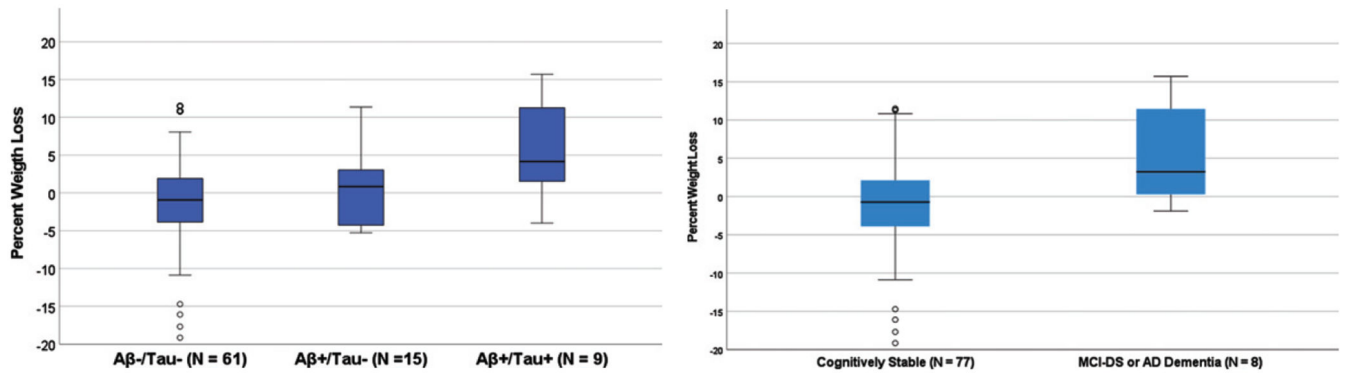 Percent Weigth Loss
20
15
10
5
0
-5
-10
-15
-20
Aβ-/Tau- (N = 61)
Aβ+/Tau- (N =15)
Aβ+/Tau+ (N = 9)
Percent Weight Loss
20
15
10
5
0
-5
-10
-15
-20
Cognitively Stable (N = 77)
MCI-DS or AD Dementia (N = 8)